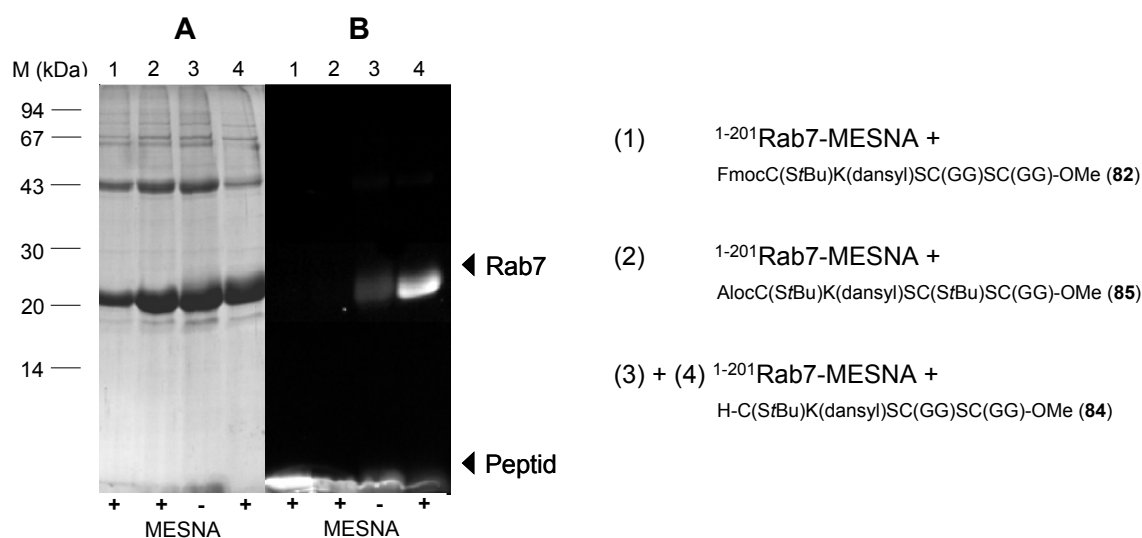 A B
M (kDa) 1 2 3 4 1 2 3 4
94
67
43
30
20
14
Rab7
Peptid
+ + - + + + - +
MESNA MESNA
(1) 1-201Rab7-MESNA +
FmocC(StBu)K(dansyl)SC(GG)SC(GG)-OMe (82)
(2) 1-201Rab7-MESNA +
AlocC(StBu)K(dansyl)SC(StBu)SC(GG)-OMe (85)
(3) + (4) 1-201Rab7-MESNA +
H-C(StBu)K(dansyl)SC(GG)SC(GG)-OMe (84)